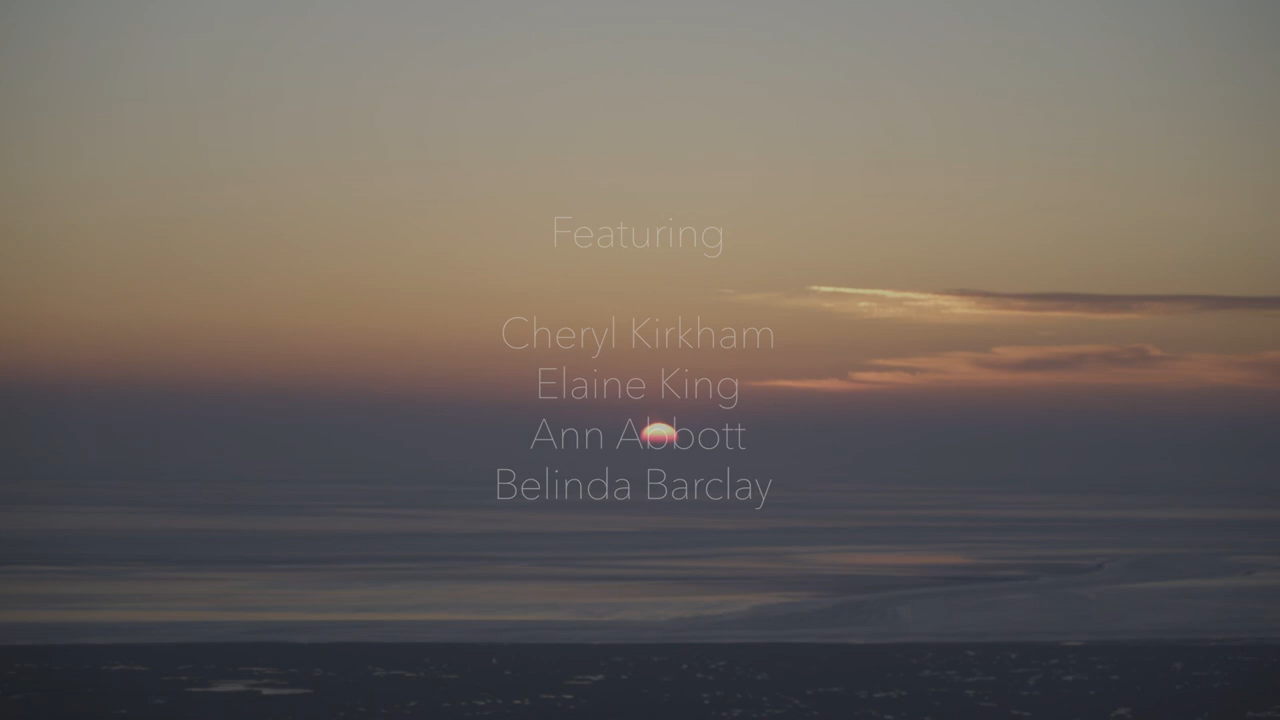 Featuring
Cheryl Kirkham
Elaine King
Ann Abbott
Belinda Barclay